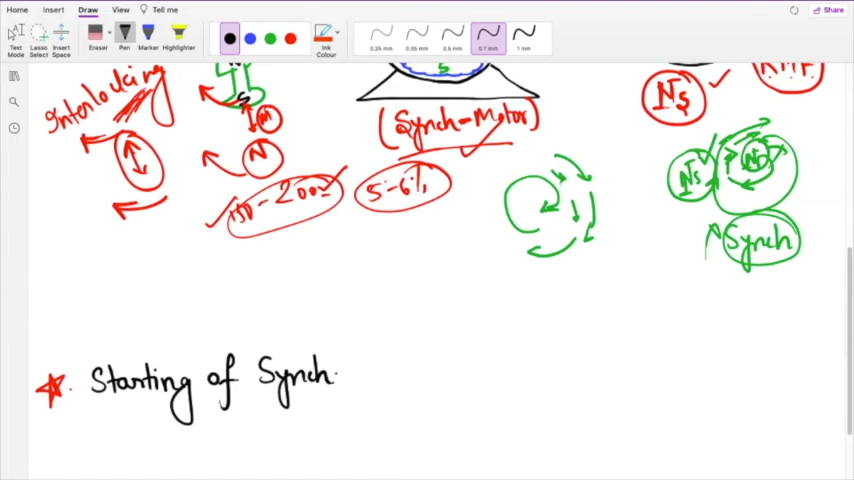 Home Insert Draw View Tell me Share
Text Mode
Lasso Select
Insert Space
Eraser
Pen
Marker
Highlighter
Ink Colour
0.25 mm
0.35 mm
0.5 mm
0.7 mm
1 mm
Interlocking
S
M
N
S
(Synch-Motor)
Ns
RMF
150-200%
5-6%
Ns
Synch
Starting of Synch